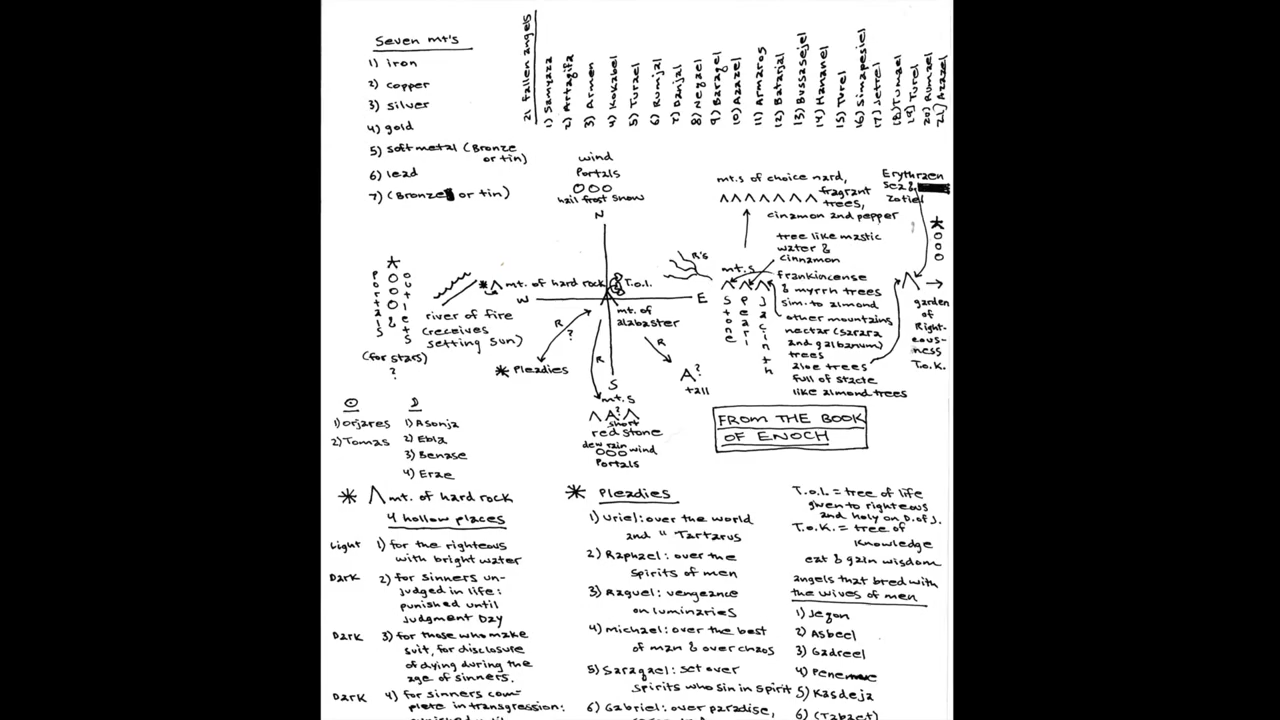 Seven mt's
1) iron
2) copper
3) silver
4) gold
5) soft metal (Bronze
or tin)
6) lead
7) (Bronze or tin)
21 fallen angels
1) Samyaza
2) Artaqifa
3) Armen
4) Kokabel
5) Turael
6) Rumjal
7) Danjal
8) Neqael
9) Baraqel
10) Azazel
11) Armaros
12) Batarjal
13) Busasejel
14) Hananel
15) Turel
16) Simapesiel
17) Jetrel
18) Tumael
19) Turel
20) Rumael
21) Azazel
wind
Portals
hail frost snow
N
mt.s of choice nard,
fragrant
trees,
cinamon and pepper
Erythraen
sea &
Zotiel
tree like mastic
water &
cinnamon
R's
mt.s
frankincense
& myrrh trees
sim. to almond
other mountains
nectar (sarara
and galbanum)
trees
aloe trees
full of stacte
like almond trees
Stone
Pearl
Jacinth
garden
of
Right-
eous-
ness
T.o.K.
Portals
&
outlets
(for stars)
?
river of fire
(receives
setting sun)
mt. of hard rock
T.o.L.
W
E
mt. of
alabaster
R
?
R
R
Pleadies
?
tall
S
mt.s
?
short
red stone
dew rain
wind
Portals
FROM THE BOOK
OF ENOCH
1) Orjares
2) Tomas
1) Asonja
2) Ebla
3) Benase
4) Erae
mt. of hard rock
4 hollow places
Light 1) for the righteous
with bright water
Dark 2) for sinners un-
judged in life:
punished until
Judgment Day
Dark 3) for those who make
suit, for disclosure
of dying during the
age of sinners.
Dark 4) for sinners com-
plete in transgression:
Pleadies
1) Uriel: over the world
and " Tartarus
2) Raphael: over the
spirits of men
3) Raguel: vengeance
on luminaries
4) Michael: over the best
of man & over chaos
5) Saraqael: set over
spirits who sin in spirit
6) Gabriel: over paradise,
T.o.L. = tree of life
given to righteous
and holy on D. of J.
T.o.K. = tree of
Knowledge
eat & gain wisdom
angels that bred with
the wives of men
1) Jeqon
2) Asbeel
3) Gadreel
4) Penemue
5) Kasdeja
6) (Tabaet)